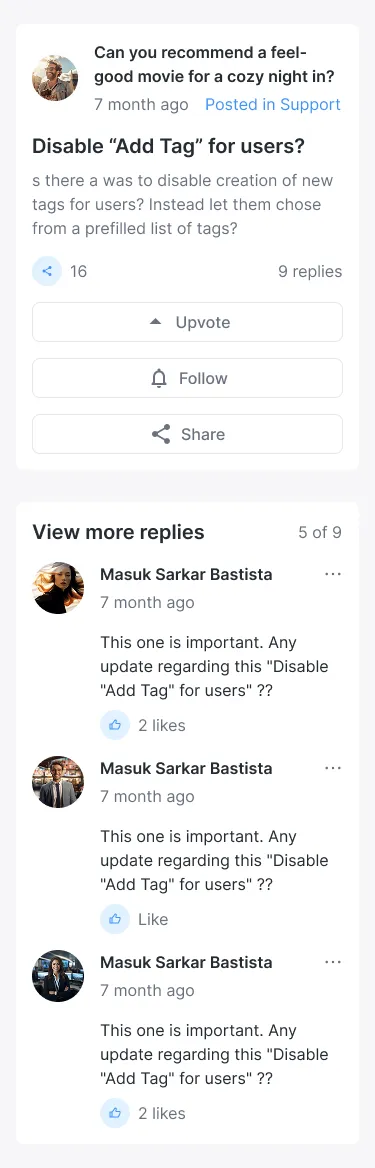 Can you recommend a feel-
good movie for a cozy night in?
7 month ago Posted in Support
Disable “Add Tag” for users?
s there a was to disable creation of new
tags for users? Instead let them chose
from a prefilled list of tags?
16 9 replies
Upvote
Follow
Share
View more replies 5 of 9
Masuk Sarkar Bastista
7 month ago
This one is important. Any
update regarding this "Disable
"Add Tag" for users" ??
2 likes
Masuk Sarkar Bastista
7 month ago
This one is important. Any
update regarding this "Disable
"Add Tag" for users" ??
Like
Masuk Sarkar Bastista
7 month ago
This one is important. Any
update regarding this "Disable
"Add Tag" for users" ??
2 likes